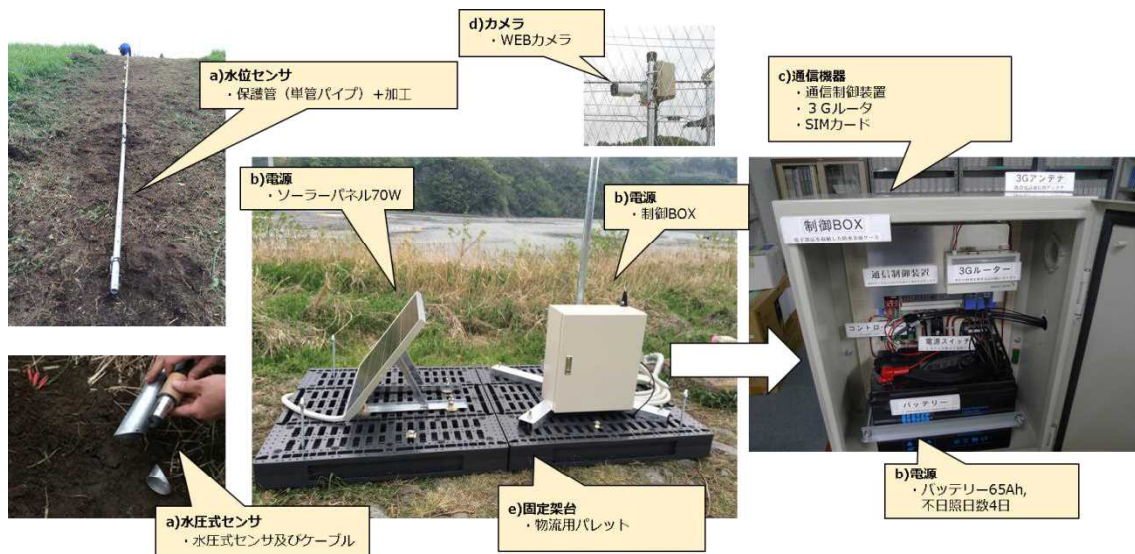 d)カメラ
・WEBカメラ
a)水位センサ
・保護管（単管パイプ）+加工
c)通信機器
・通信制御装置
・３Gルータ
・SIMカード
b)電源
・ソーラーパネル70W
b)電源
・制御BOX
3Gアンテナ
制御BOX
通信制御装置
3Gルーター
コントロ
電源スイッチ
バッテリー
a)水圧式センサ
・水圧式センサ及びケーブル
e)固定架台
・物流用パレット
b)電源
・バッテリー65Ah,
不日照日数4日